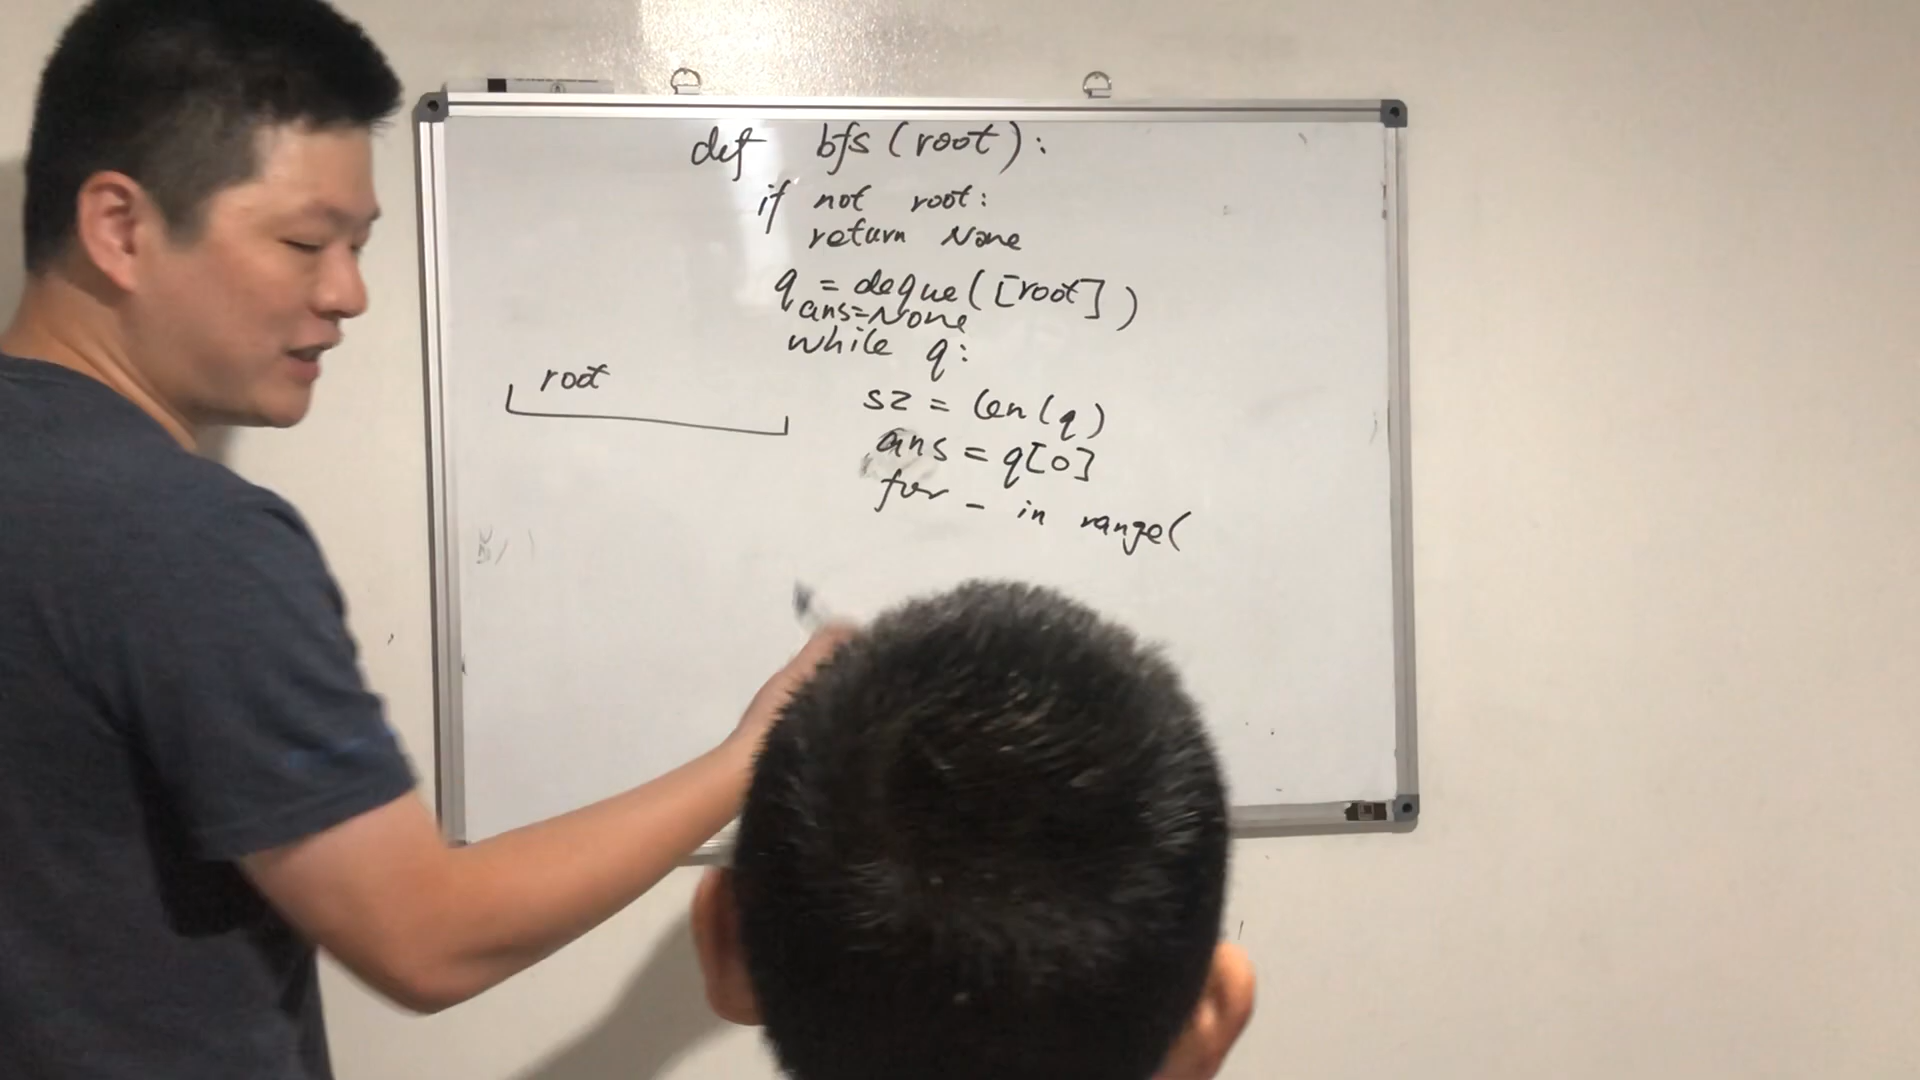 def bfs(root):
if not root:
return None
q = deque([root])
ans=None
while q:
root
sz = len(q)
ans = q[0]
for _ in range(